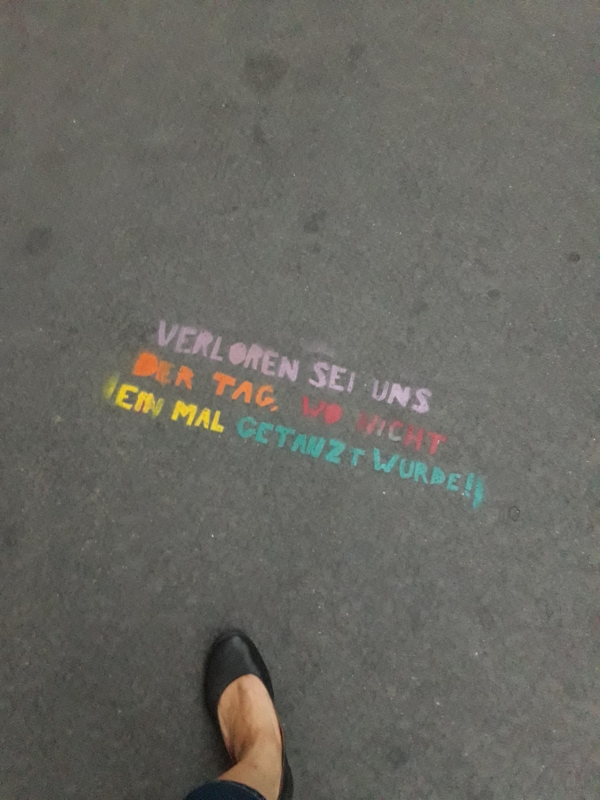 VERLOREN SEI UNS
DER TAG, WO NICHT
EIN MAL GETANZT WURDE!